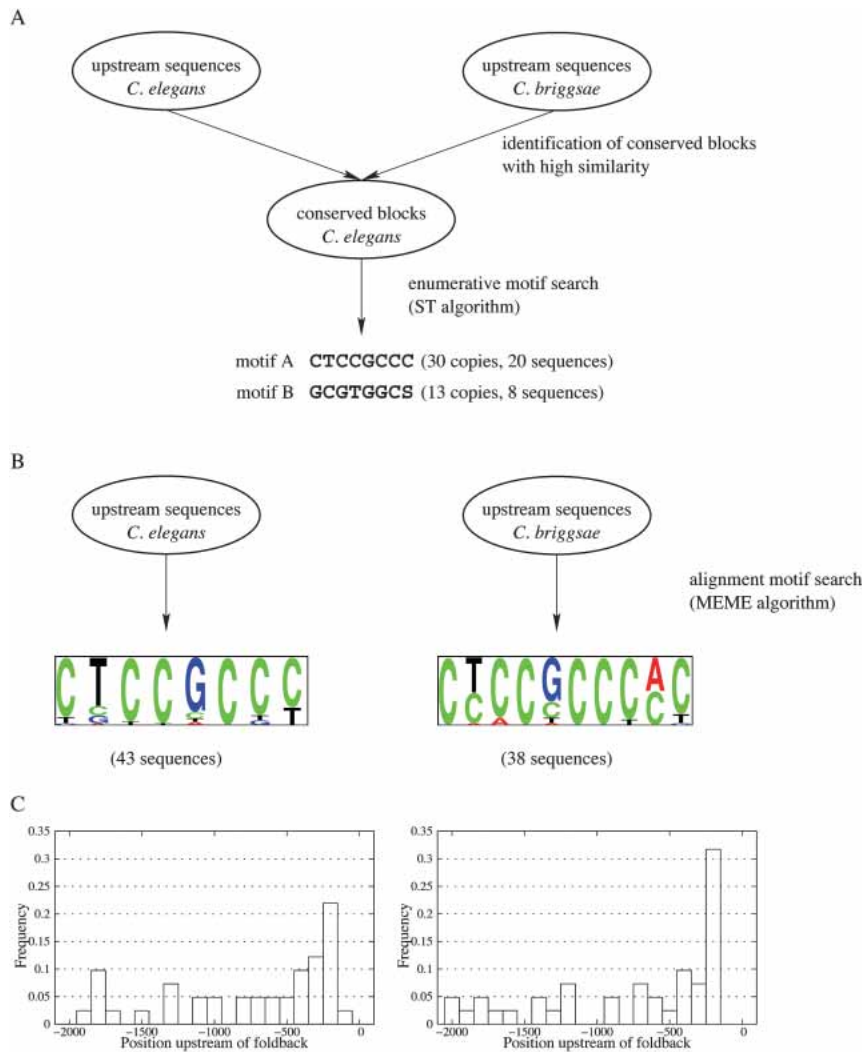 A
upstream sequences
C. elegans
upstream sequences
C. briggsae
identification of conserved blocks
with high similarity
conserved blocks
C. elegans
enumerative motif search
(ST algorithm)
motif A CTCCGCCC (30 copies, 20 sequences)
motif B GCGTGGCS (13 copies, 8 sequences)
B
upstream sequences
C. elegans
upstream sequences
C. briggsae
alignment motif search
(MEME algorithm)
CTCCGCCC
CTCCGCCCAC
(43 sequences)
(38 sequences)
C
0.35
0.3
0.25
0.2
0.15
0.1
0.05
0
Frequency
−2000 −1500 −1000 −500 0
Position upstream of foldback
0.35
0.3
0.25
0.2
0.15
0.1
0.05
0
Frequency
−2000 −1500 −1000 −500 0
Position upstream of foldback